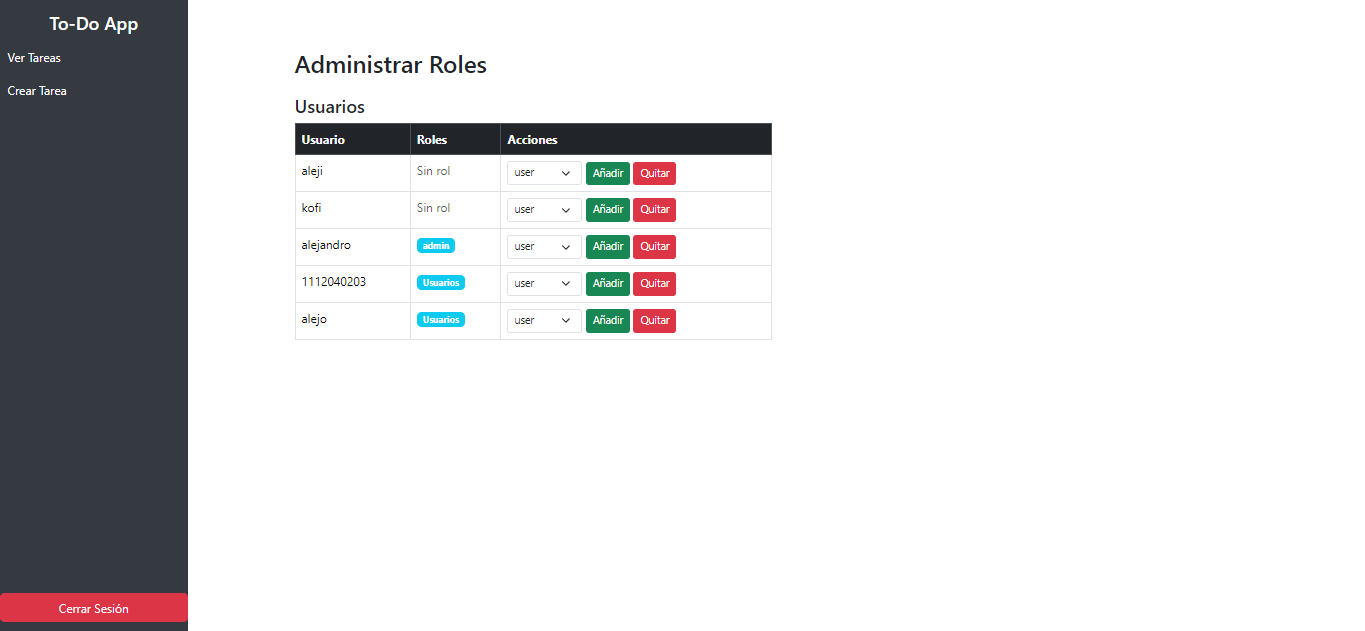 To-Do App
Ver Tareas
Crear Tarea
Administrar Roles
Usuarios
Usuario Roles Acciones
aleji Sin rol user Añadir Quitar
kofi Sin rol user Añadir Quitar
alejandro admin user Añadir Quitar
1112040203 Usuarios user Añadir Quitar
alejo Usuarios user Añadir Quitar
Cerrar Sesión